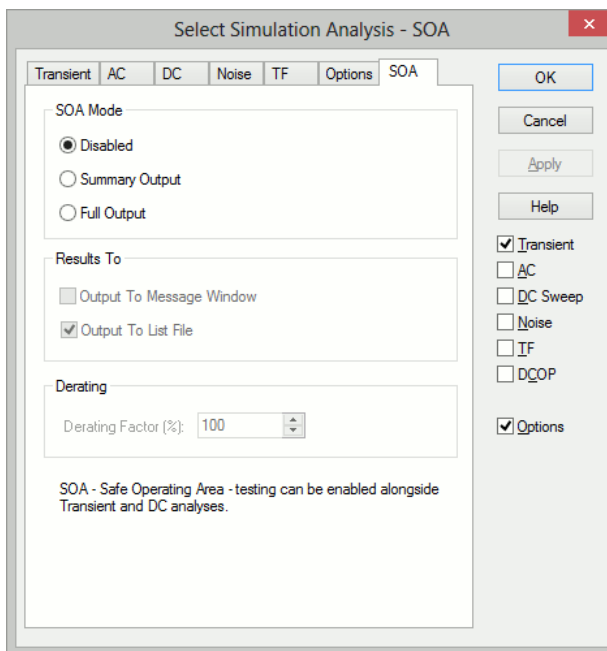 Select Simulation Analysis - SOA
Transient AC DC Noise TF Options SOA
SOA Mode
Disabled
Summary Output
Full Output
Results To
Output To Message Window
Output To List File
Derating
Derating Factor (%): 100
SOA - Safe Operating Area - testing can be enabled alongside
Transient and DC analyses.
OK
Cancel
Apply
Help
Transient
AC
DC Sweep
Noise
TF
DCOP
Options